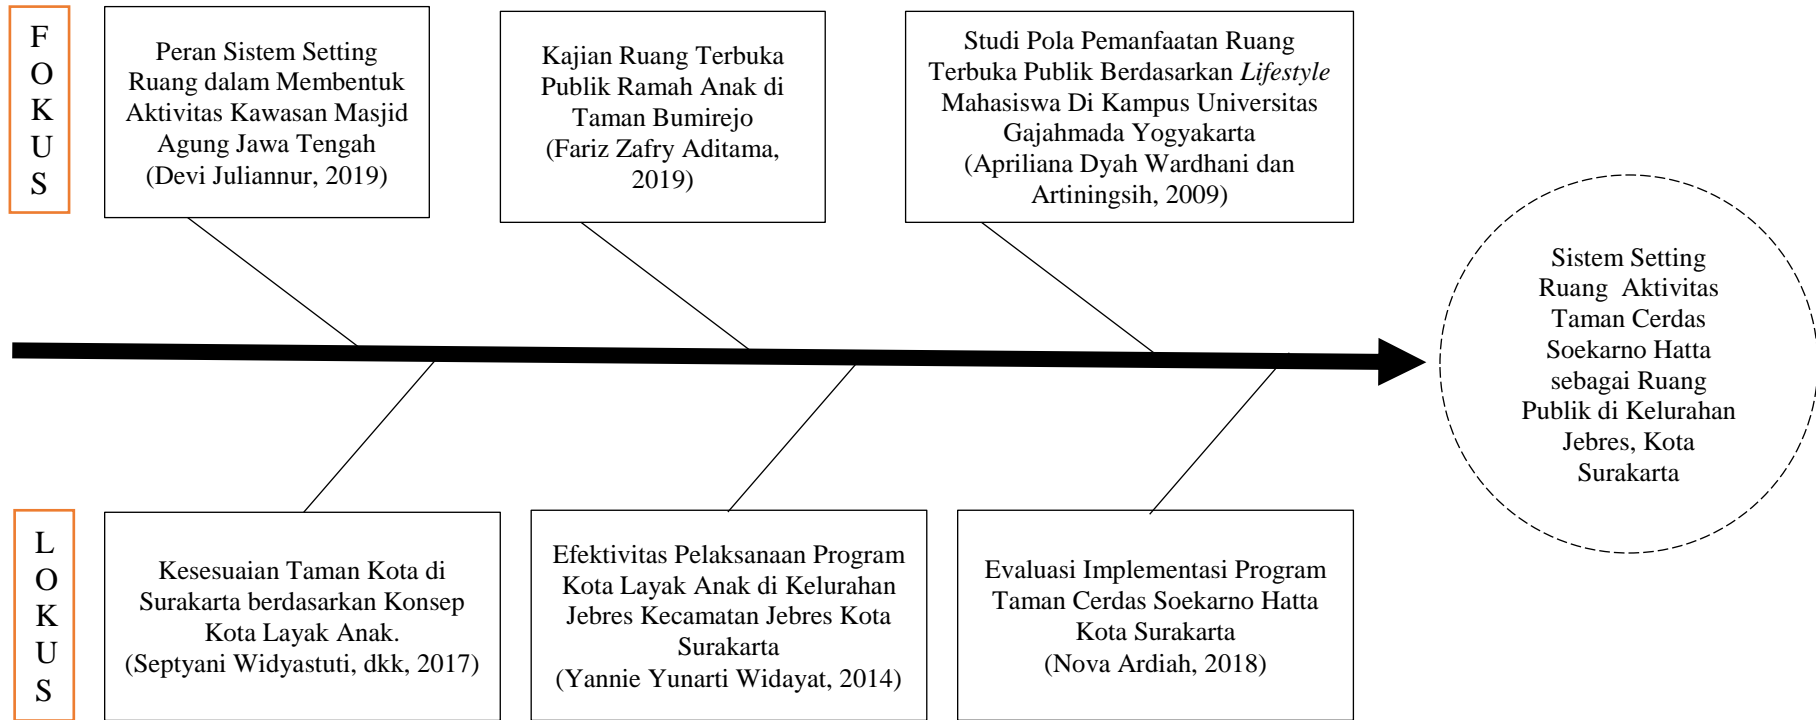 F
O
K
U
S
Peran Sistem Setting
Ruang dalam Membentuk
Aktivitas Kawasan Masjid
Agung Jawa Tengah
(Devi Juliannur, 2019)
Kajian Ruang Terbuka
Publik Ramah Anak di
Taman Bumirejo
(Fariz Zafry Aditama,
2019)
Studi Pola Pemanfaatan Ruang
Terbuka Publik Berdasarkan Lifestyle
Mahasiswa Di Kampus Universitas
Gajahmada Yogyakarta
(Apriliana Dyah Wardhani dan
Artiningsih, 2009)
Sistem Setting
Ruang Aktivitas
Taman Cerdas
Soekarno Hatta
sebagai Ruang
Publik di Kelurahan
Jebres, Kota
Surakarta
L
O
K
U
S
Kesesuaian Taman Kota di
Surakarta berdasarkan Konsep
Kota Layak Anak.
(Septyani Widyastuti, dkk, 2017)
Efektivitas Pelaksanaan Program
Kota Layak Anak di Kelurahan
Jebres Kecamatan Jebres Kota
Surakarta
(Yannie Yunarti Widayat, 2014)
Evaluasi Implementasi Program
Taman Cerdas Soekarno Hatta
Kota Surakarta
(Nova Ardiah, 2018)